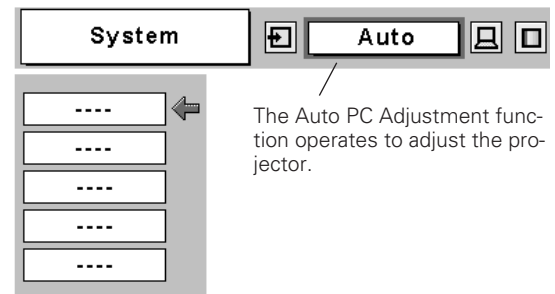 System Auto
----
The Auto PC Adjustment func-
tion operates to adjust the pro-
jector.
----
----
----
----